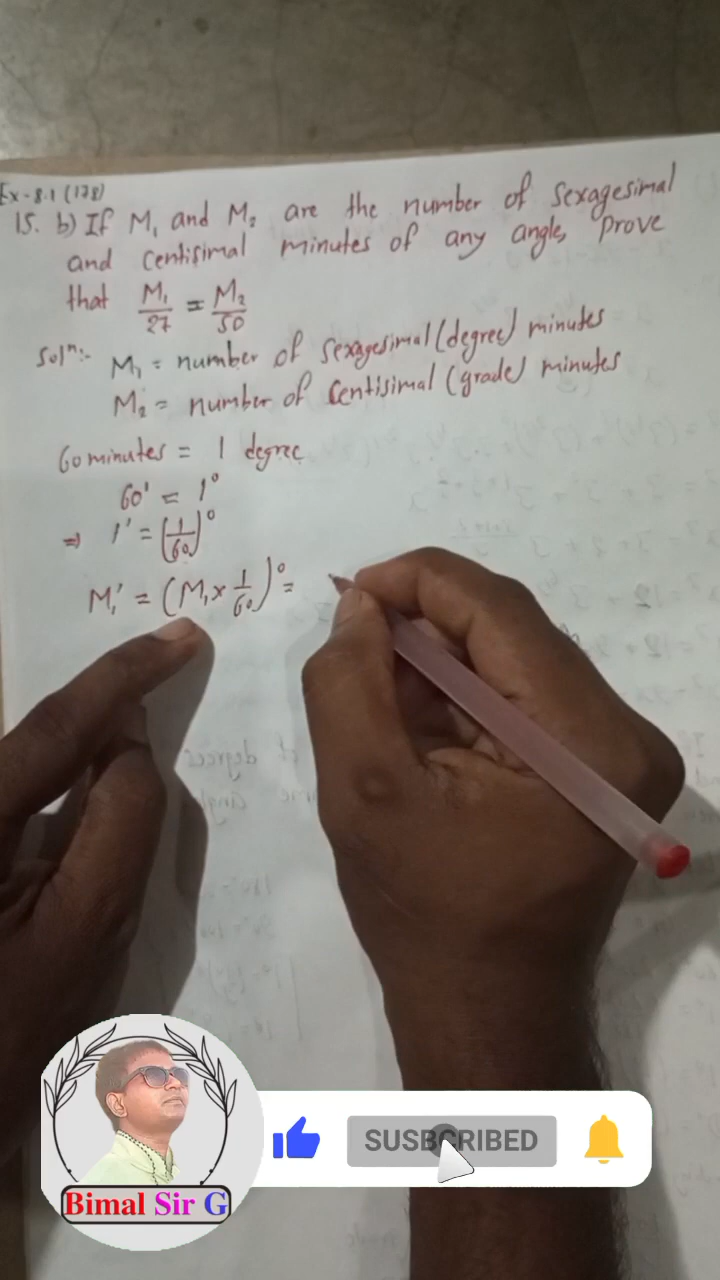 Ex-8.1 (178)
15. b) If M₁ and M₂ are the number of sexagesimal
and centisimal minutes of any angle, prove
that M₁/27 = M₂/50
Solⁿ:- M₁ = number of sexagesimal (degree) minutes
M₂ = number of centisimal (grade) minutes
60 minutes = 1 degree
60' = 1°
⇒ 1' = (1/60)°
M₁' = (M₁ x 1/60)° =
SUSBCRIBED
Bimal Sir G